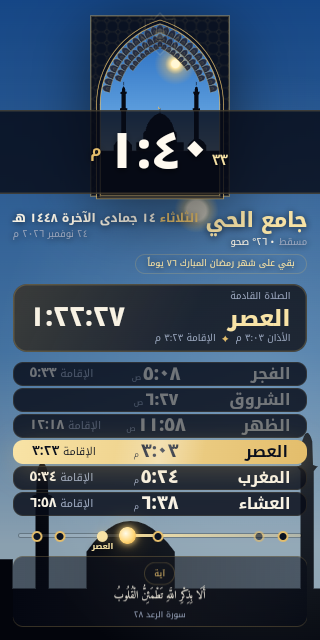 ١:٤٠ ٣٣ م
جامع الحي
الثلاثاء ١٤ جمادى الآخرة ١٤٤٨ هـ
مسقط • ٢٦° صحو
٢٤ نوفمبر ٢٠٢٦ م
بقي على شهر رمضان المبارك ٧٦ يوماً
الصلاة القادمة
العصر
١:٢٢:٢٧
الأذان ٣:٠٣ م ✦ الإقامة ٣:٢٣ م
الفجر ٥:٠٨ ص الإقامة ٥:٣٣
الشروق ٦:٢٧ ص
الظهر ١١:٥٨ ص الإقامة ١٢:١٨
العصر ٣:٠٣ م الإقامة ٣:٢٣
المغرب ٥:٢٤ م الإقامة ٥:٣٤
العشاء ٦:٣٨ م الإقامة ٦:٥٨
العصر
آية
أَلَا بِذِكْرِ اللَّهِ تَطْمَئِنُّ الْقُلُوبُ
سورة الرعد ٢٨